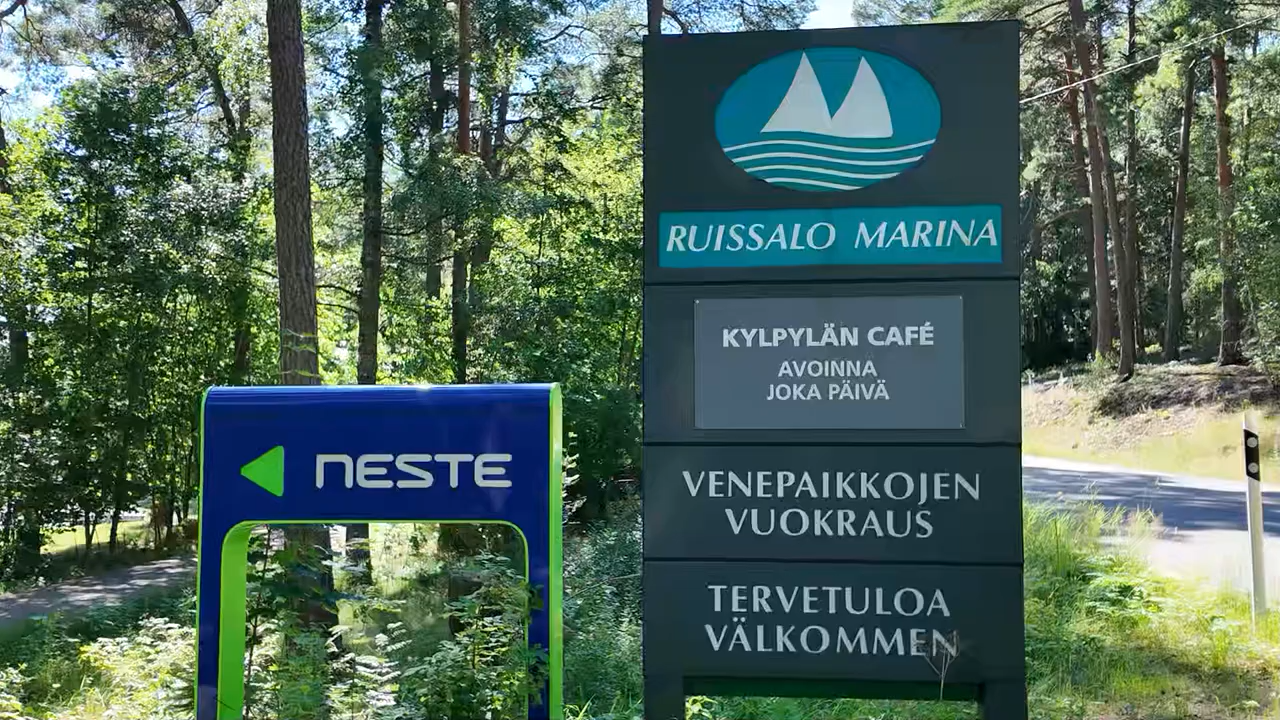 NESTE
RUISSALO MARINA
KYLPYLÄN CAFÉ
AVOINNA
JOKA PÄIVÄ
VENEPAIKKOJEN
VUOKRAUS
TERVETULOA
VÄLKOMMEN